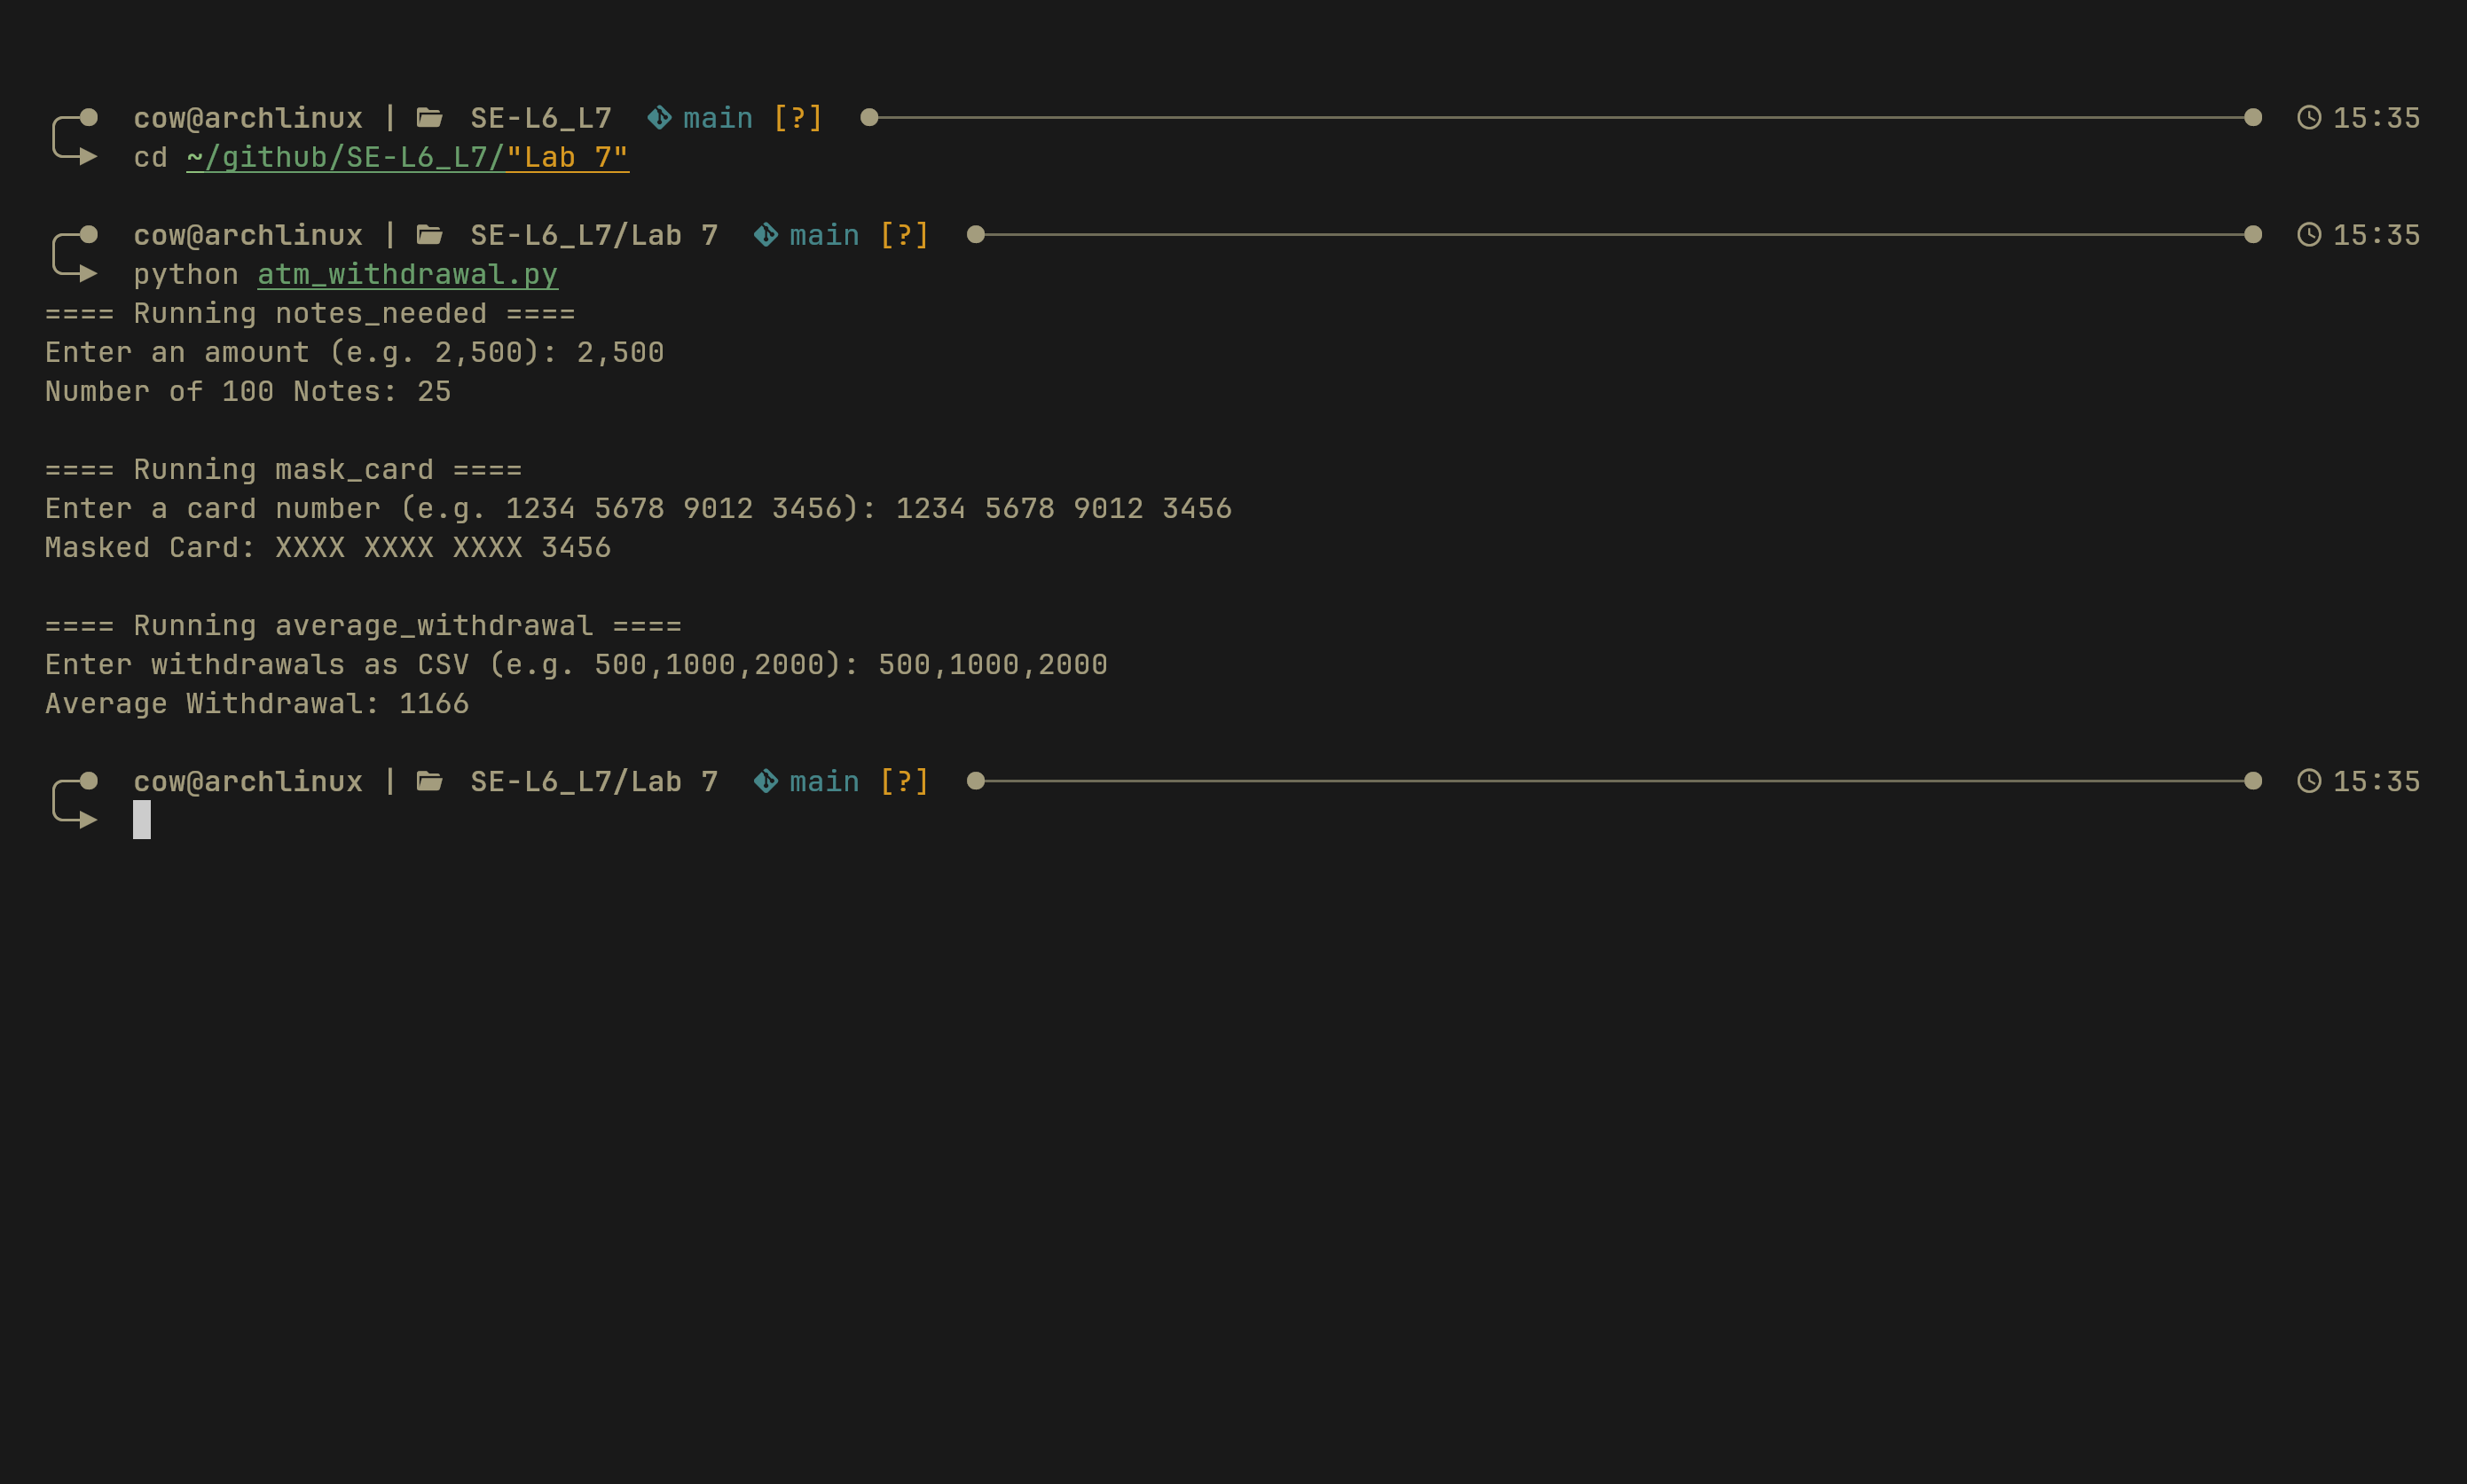 cow@archlinux | SE-L6_L7 main [?] 15:35
cd ~/github/SE-L6_L7/"Lab 7"
cow@archlinux | SE-L6_L7/Lab 7 main [?] 15:35
python atm_withdrawal.py
==== Running notes_needed ====
Enter an amount (e.g. 2,500): 2,500
Number of 100 Notes: 25
==== Running mask_card ====
Enter a card number (e.g. 1234 5678 9012 3456): 1234 5678 9012 3456
Masked Card: XXXX XXXX XXXX 3456
==== Running average_withdrawal ====
Enter withdrawals as CSV (e.g. 500,1000,2000): 500,1000,2000
Average Withdrawal: 1166
cow@archlinux | SE-L6_L7/Lab 7 main [?] 15:35